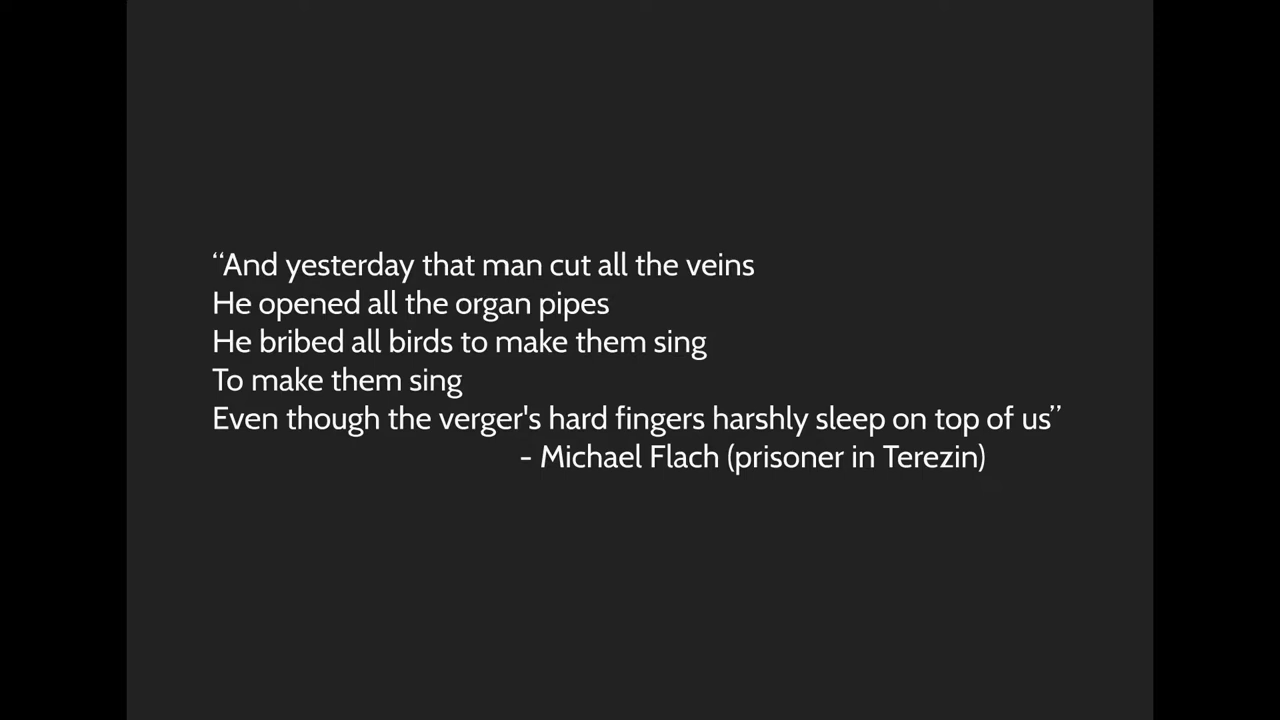 “And yesterday that man cut all the veins
He opened all the organ pipes
He bribed all birds to make them sing
To make them sing
Even though the verger's hard fingers harshly sleep on top of us”
- Michael Flach (prisoner in Terezin)